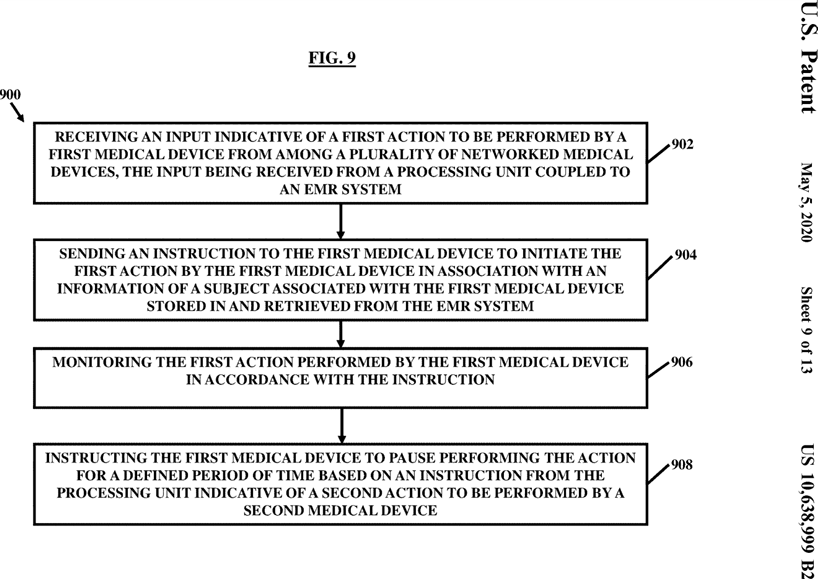 U.S. Patent May 5, 2020 Sheet 9 of 13 US 10,638,999 B2
FIG. 9
900
RECEIVING AN INPUT INDICATIVE OF A FIRST ACTION TO BE PERFORMED BY A
FIRST MEDICAL DEVICE FROM AMONG A PLURALITY OF NETWORKED MEDICAL
DEVICES, THE INPUT BEING RECEIVED FROM A PROCESSING UNIT COUPLED TO
AN EMR SYSTEM
902
SENDING AN INSTRUCTION TO THE FIRST MEDICAL DEVICE TO INITIATE THE
FIRST ACTION BY THE FIRST MEDICAL DEVICE IN ASSOCIATION WITH AN
INFORMATION OF A SUBJECT ASSOCIATED WITH THE FIRST MEDICAL DEVICE
STORED IN AND RETRIEVED FROM THE EMR SYSTEM
904
MONITORING THE FIRST ACTION PERFORMED BY THE FIRST MEDICAL DEVICE
IN ACCORDANCE WITH THE INSTRUCTION
906
INSTRUCTING THE FIRST MEDICAL DEVICE TO PAUSE PERFORMING THE ACTION
FOR A DEFINED PERIOD OF TIME BASED ON AN INSTRUCTION FROM THE
PROCESSING UNIT INDICATIVE OF A SECOND ACTION TO BE PERFORMED BY A
SECOND MEDICAL DEVICE
908